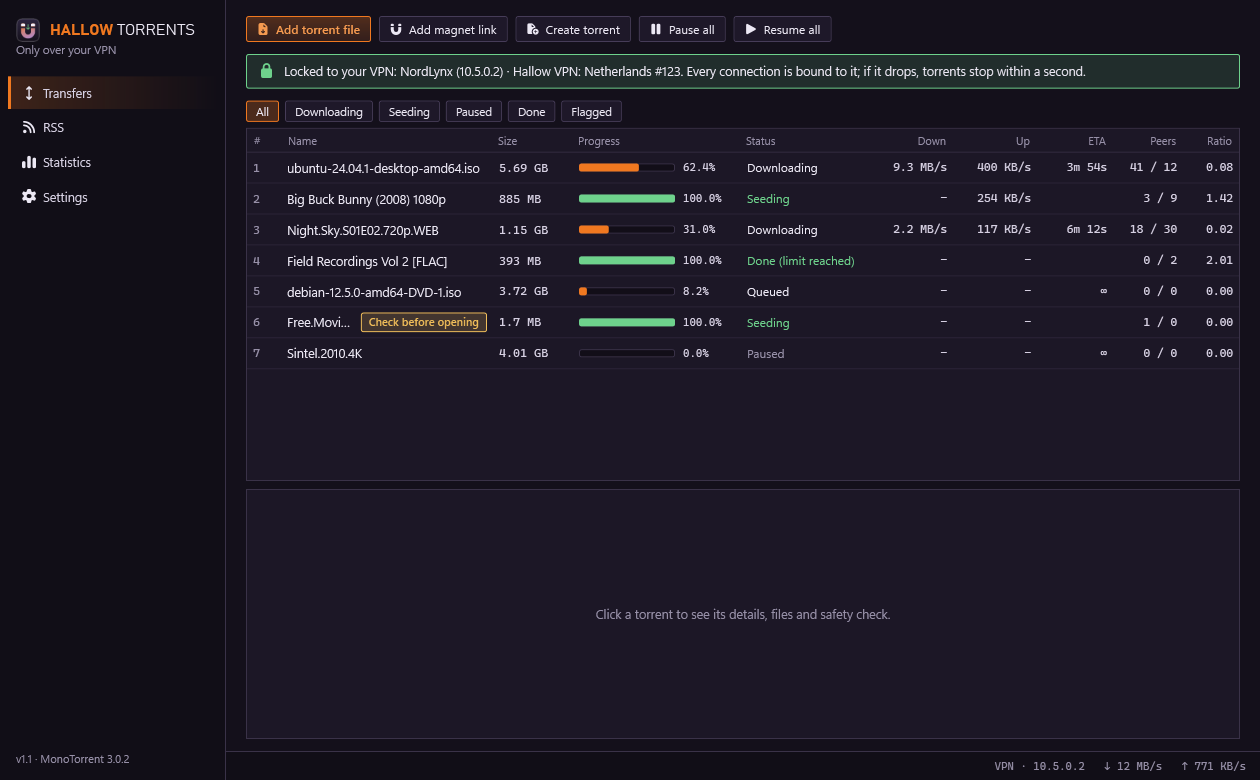 HALLOW TORRENTS
Only over your VPN
Transfers
RSS
Statistics
Settings
v1.1 · MonoTorrent 3.0.2
Add torrent file Add magnet link Create torrent Pause all Resume all
Locked to your VPN: NordLynx (10.5.0.2) · Hallow VPN: Netherlands #123. Every connection is bound to it; if it drops, torrents stop within a second.
All Downloading Seeding Paused Done Flagged
# Name Size Progress Status Down Up ETA Peers Ratio
1 ubuntu-24.04.1-desktop-amd64.iso 5.69 GB 62.4% Downloading 9.3 MB/s 400 KB/s 3m 54s 41 / 12 0.08
2 Big Buck Bunny (2008) 1080p 885 MB 100.0% Seeding – 254 KB/s 3 / 9 1.42
3 Night.Sky.S01E02.720p.WEB 1.15 GB 31.0% Downloading 2.2 MB/s 117 KB/s 6m 12s 18 / 30 0.02
4 Field Recordings Vol 2 [FLAC] 393 MB 100.0% Done (limit reached) – – 0 / 2 2.01
5 debian-12.5.0-amd64-DVD-1.iso 3.72 GB 8.2% Queued – – ∞ 0 / 0 0.00
6 Free.Movi... Check before opening 1.7 MB 100.0% Seeding – – 1 / 0 0.00
7 Sintel.2010.4K 4.01 GB 0.0% Paused – – ∞ 0 / 0 0.00
Click a torrent to see its details, files and safety check.
VPN · 10.5.0.2 ↓ 12 MB/s ↑ 771 KB/s